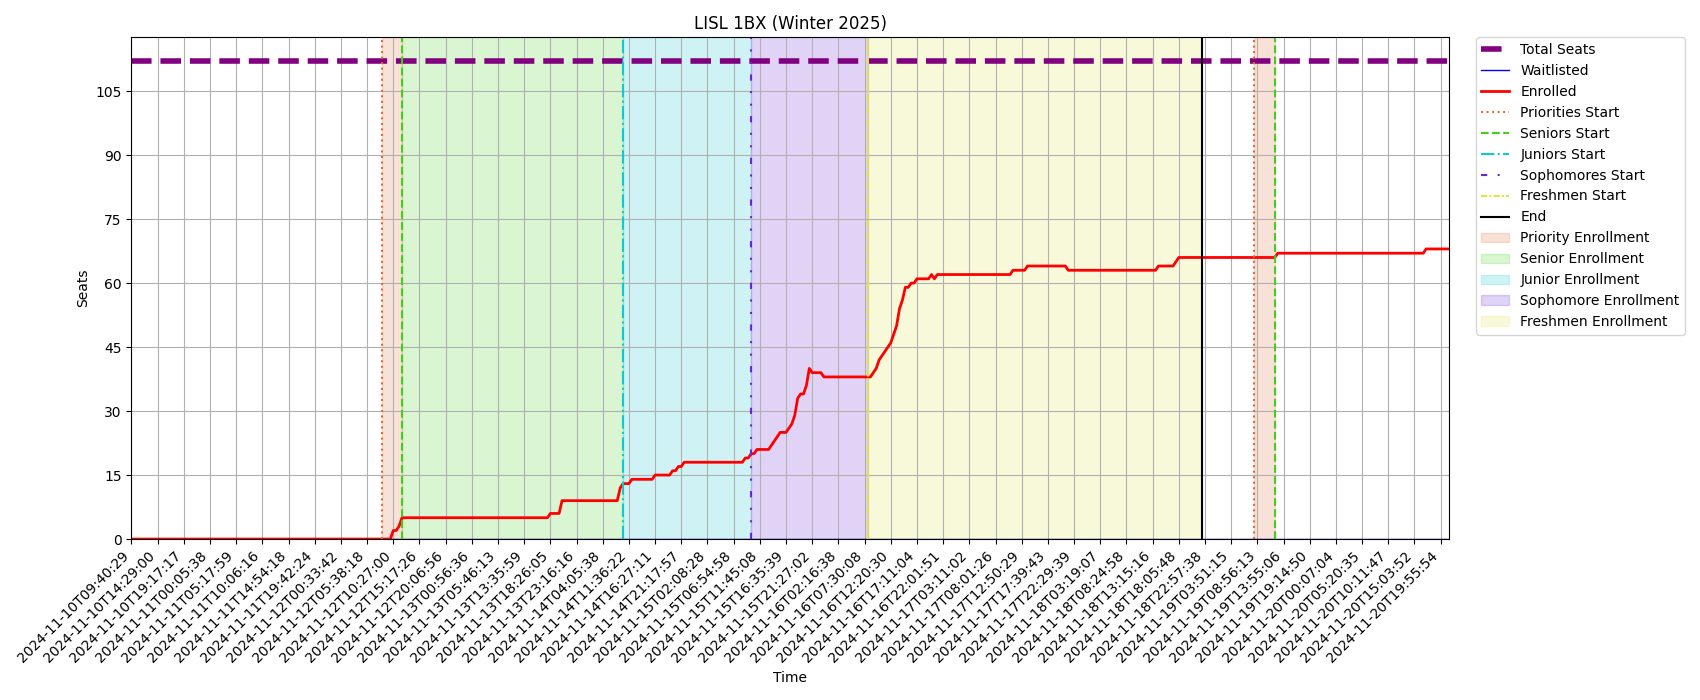 LISL 1BX (Winter 2025)
Seats
105
90
75
60
45
30
15
0
2024-11-10T09:40:29
2024-11-10T14:29:00
2024-11-10T19:17:17
2024-11-11T00:05:38
2024-11-11T05:17:59
2024-11-11T10:06:16
2024-11-11T14:54:18
2024-11-11T19:42:24
2024-11-12T00:33:42
2024-11-12T05:38:18
2024-11-12T10:27:00
2024-11-12T15:17:26
2024-11-12T20:06:56
2024-11-13T00:56:36
2024-11-13T05:46:13
2024-11-13T13:35:59
2024-11-13T18:26:05
2024-11-13T23:16:16
2024-11-14T04:05:38
2024-11-14T11:36:22
2024-11-14T16:27:11
2024-11-14T21:17:57
2024-11-15T02:08:28
2024-11-15T06:54:58
2024-11-15T11:45:08
2024-11-15T16:35:39
2024-11-15T21:27:02
2024-11-16T02:16:38
2024-11-16T07:30:08
2024-11-16T12:20:30
2024-11-16T17:11:04
2024-11-16T22:01:51
2024-11-17T03:11:02
2024-11-17T08:01:26
2024-11-17T12:50:29
2024-11-17T17:39:43
2024-11-17T22:29:39
2024-11-18T03:19:07
2024-11-18T08:24:58
2024-11-18T13:15:16
2024-11-18T18:05:48
2024-11-18T22:57:38
2024-11-19T03:51:15
2024-11-19T08:56:13
2024-11-19T13:55:06
2024-11-19T19:14:50
2024-11-20T00:07:04
2024-11-20T05:20:35
2024-11-20T10:11:47
2024-11-20T15:03:52
2024-11-20T19:55:54
Time
Total Seats
Waitlisted
Enrolled
Priorities Start
Seniors Start
Juniors Start
Sophomores Start
Freshmen Start
End
Priority Enrollment
Senior Enrollment
Junior Enrollment
Sophomore Enrollment
Freshmen Enrollment